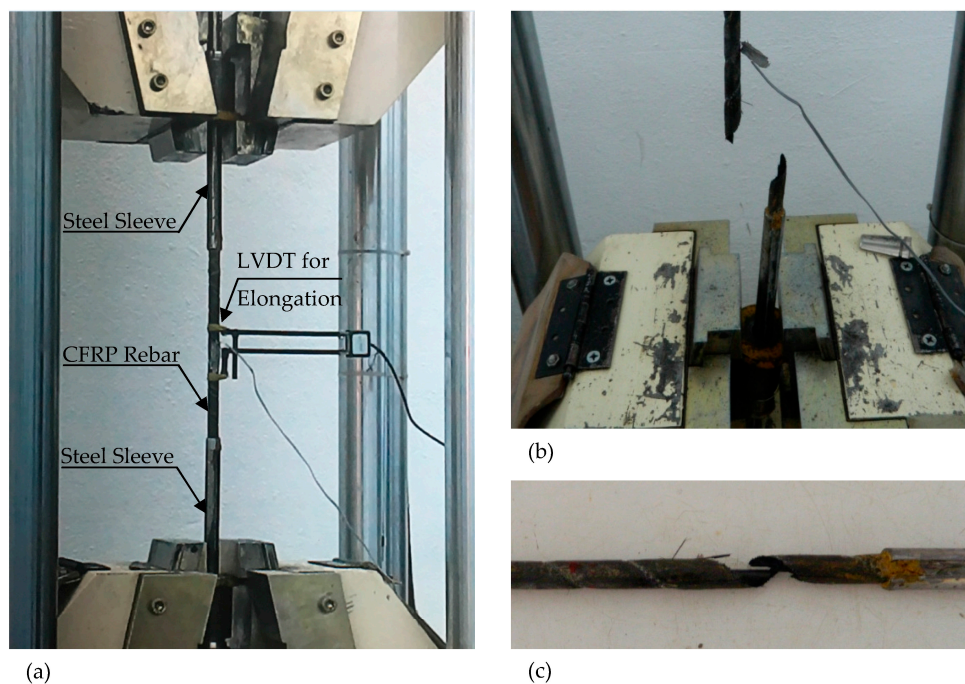 Steel Sleeve
LVDT for
Elongation
CFRP Rebar
Steel Sleeve
(a)
(b)
(c)